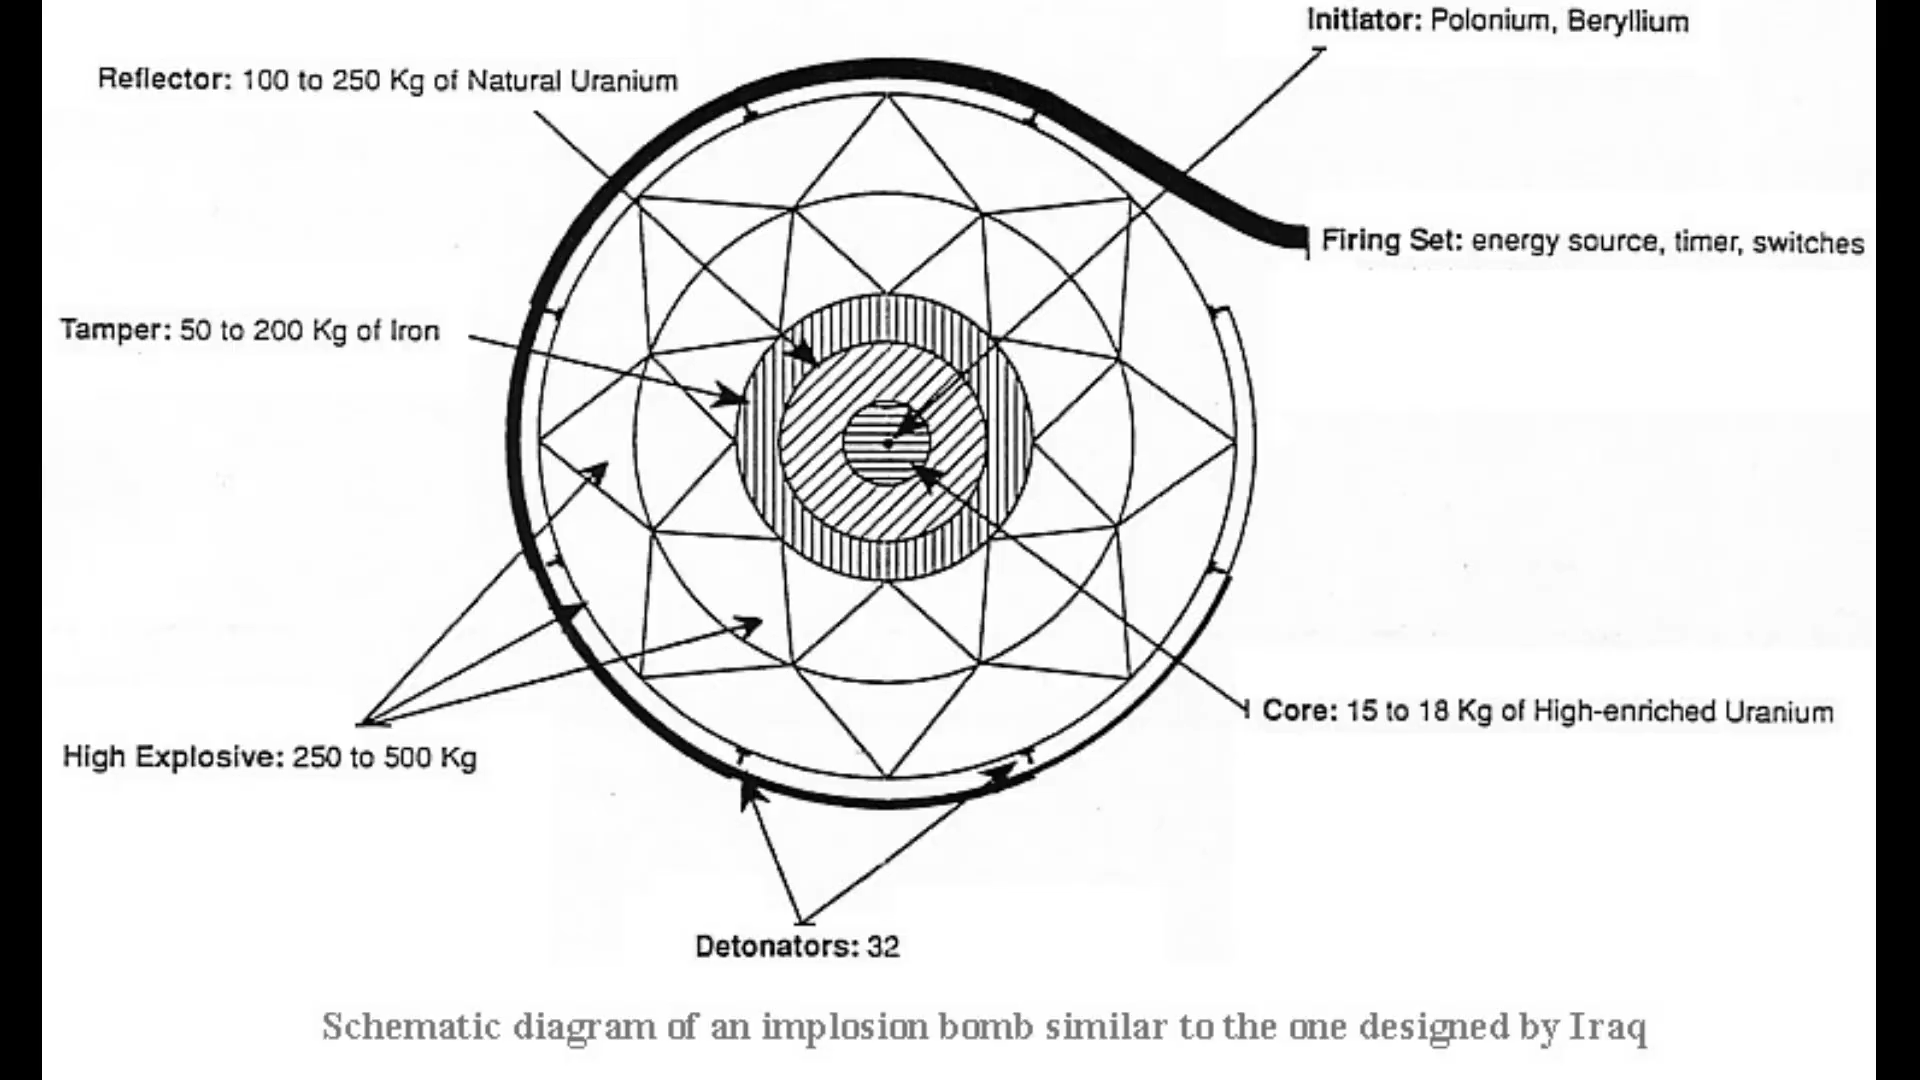 Initiator: Polonium, Beryllium
Reflector: 100 to 250 Kg of Natural Uranium
Firing Set: energy source, timer, switches
Tamper: 50 to 200 Kg of Iron
Core: 15 to 18 Kg of High-enriched Uranium
High Explosive: 250 to 500 Kg
Detonators: 32
Schematic diagram of an implosion bomb similar to the one designed by Iraq